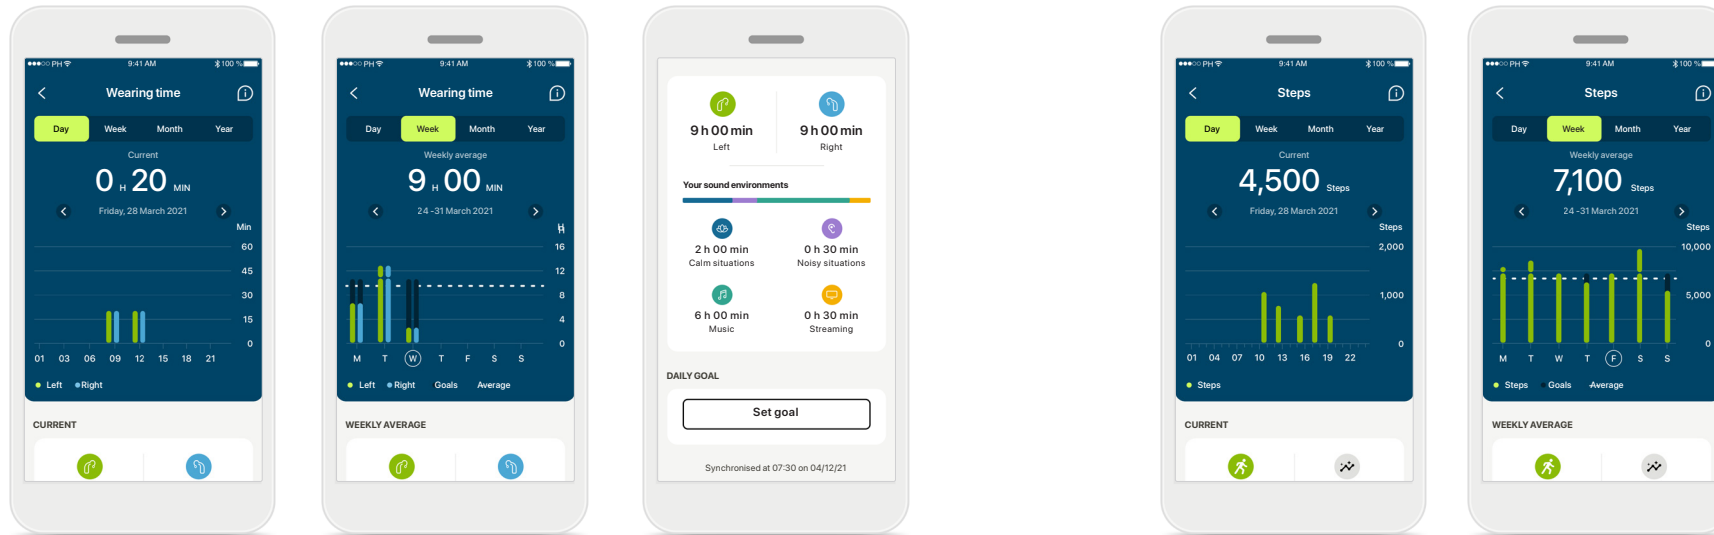 ●●●○○ PH 9:41 AM 100 %
Wearing time
Day Week Month Year
Current
0 H 20 MIN
Friday, 28 March 2021
Min
60
45
30
15
0
01 03 06 09 12 15 18 21
Left Right
CURRENT
●●●○○ PH 9:41 AM 100 %
Wearing time
Day Week Month Year
Weekly average
9 H 00 MIN
24 -31 March 2021
H
16
12
8
4
0
M T W T F S S
Left Right Goals Average
WEEKLY AVERAGE
9 h 00 min 9 h 00 min
Left Right
Your sound environments
2 h 00 min 0 h 30 min
Calm situations Noisy situations
6 h 00 min 0 h 30 min
Music Streaming
DAILY GOAL
Set goal
Synchronised at 07:30 on 04/12/21
●●●○○ PH 9:41 AM 100 %
Steps
Day Week Month Year
Current
4,500 Steps
Friday, 28 March 2021
Steps
2,000
1,000
0
01 04 07 10 13 16 19 22
Steps
CURRENT
●●●○○ PH 9:41 AM 100 %
Steps
Day Week Month Year
Weekly average
7,100 Steps
24 -31 March 2021
Steps
10,000
5,000
0
M T W T F S S
Steps Goals Average
WEEKLY AVERAGE